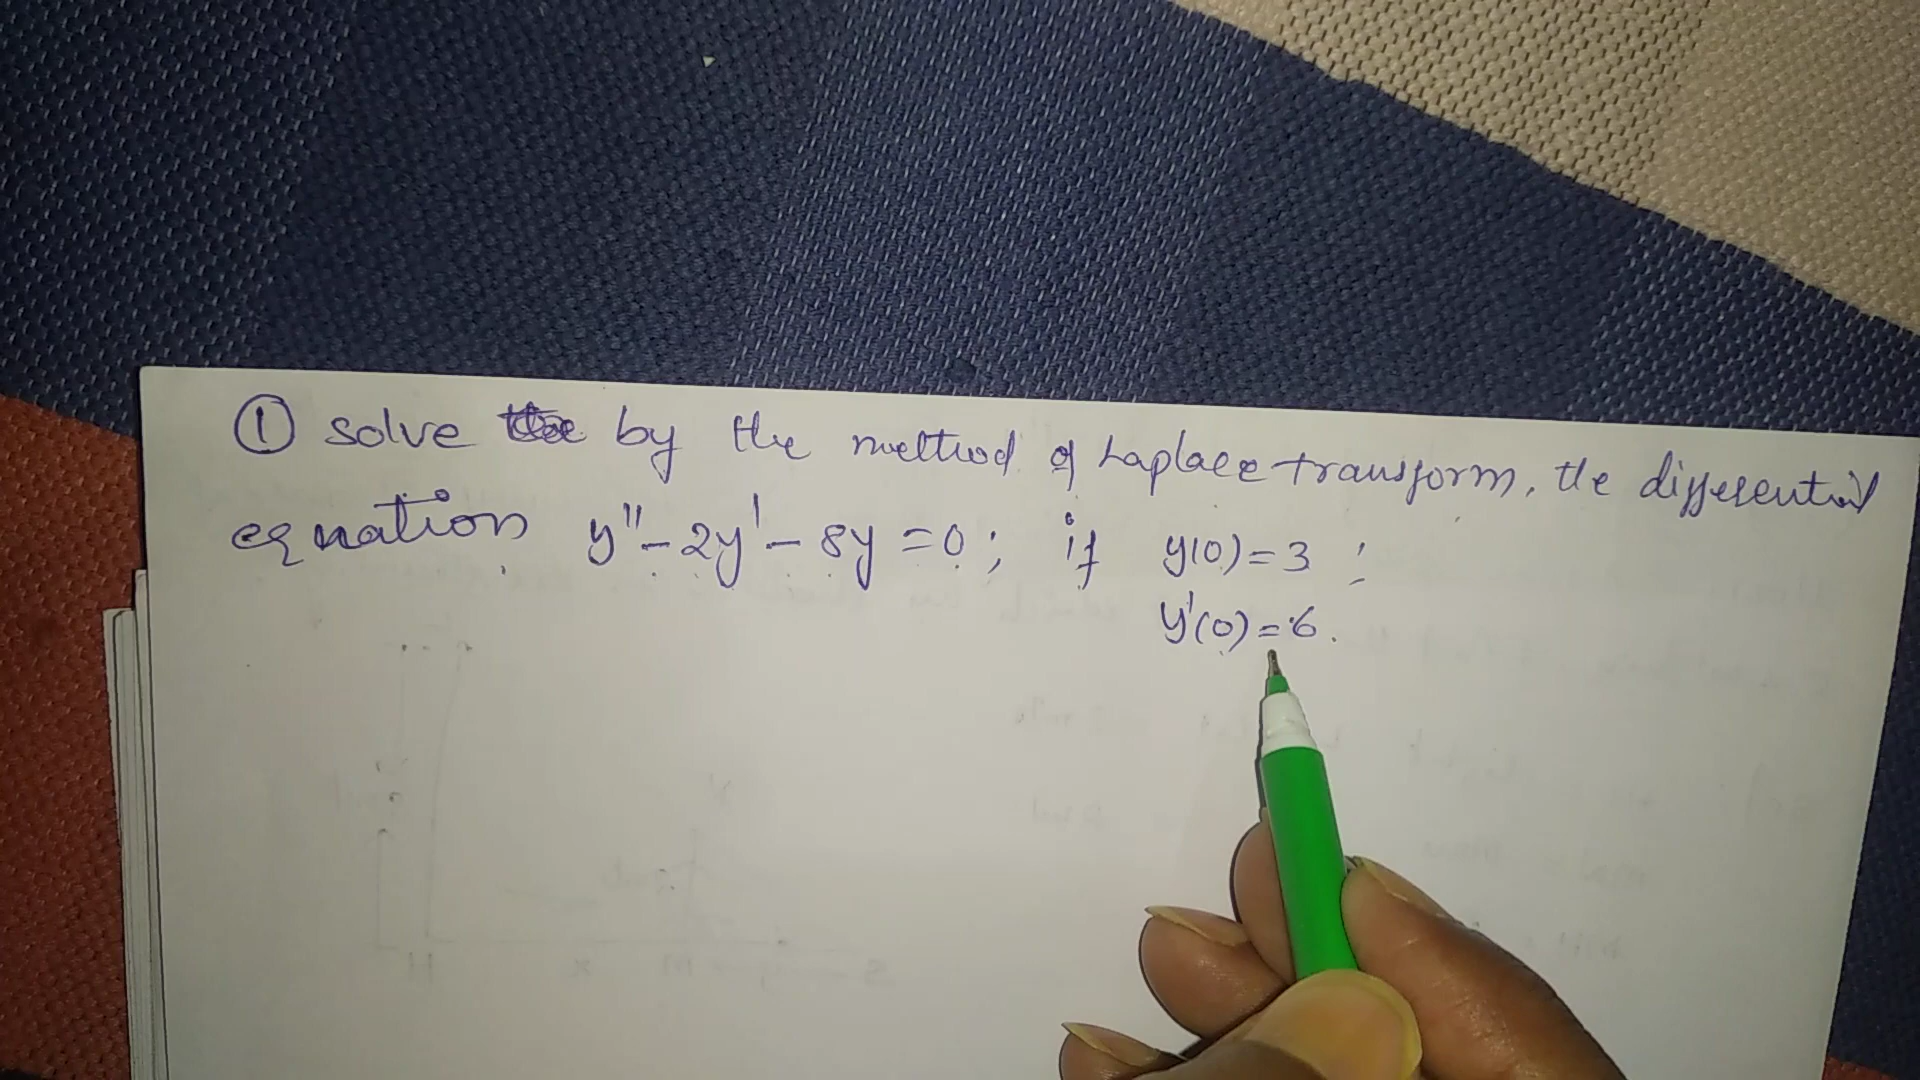 ① solve by the method of Laplace transform, the differential
equation y'' - 2y' - 8y = 0; if y(0) = 3 ;
y'(0) = 6.